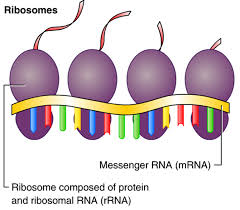 Ribosomes
Messenger RNA (mRNA)
Ribosome composed of protein
and ribosomal RNA (rRNA)